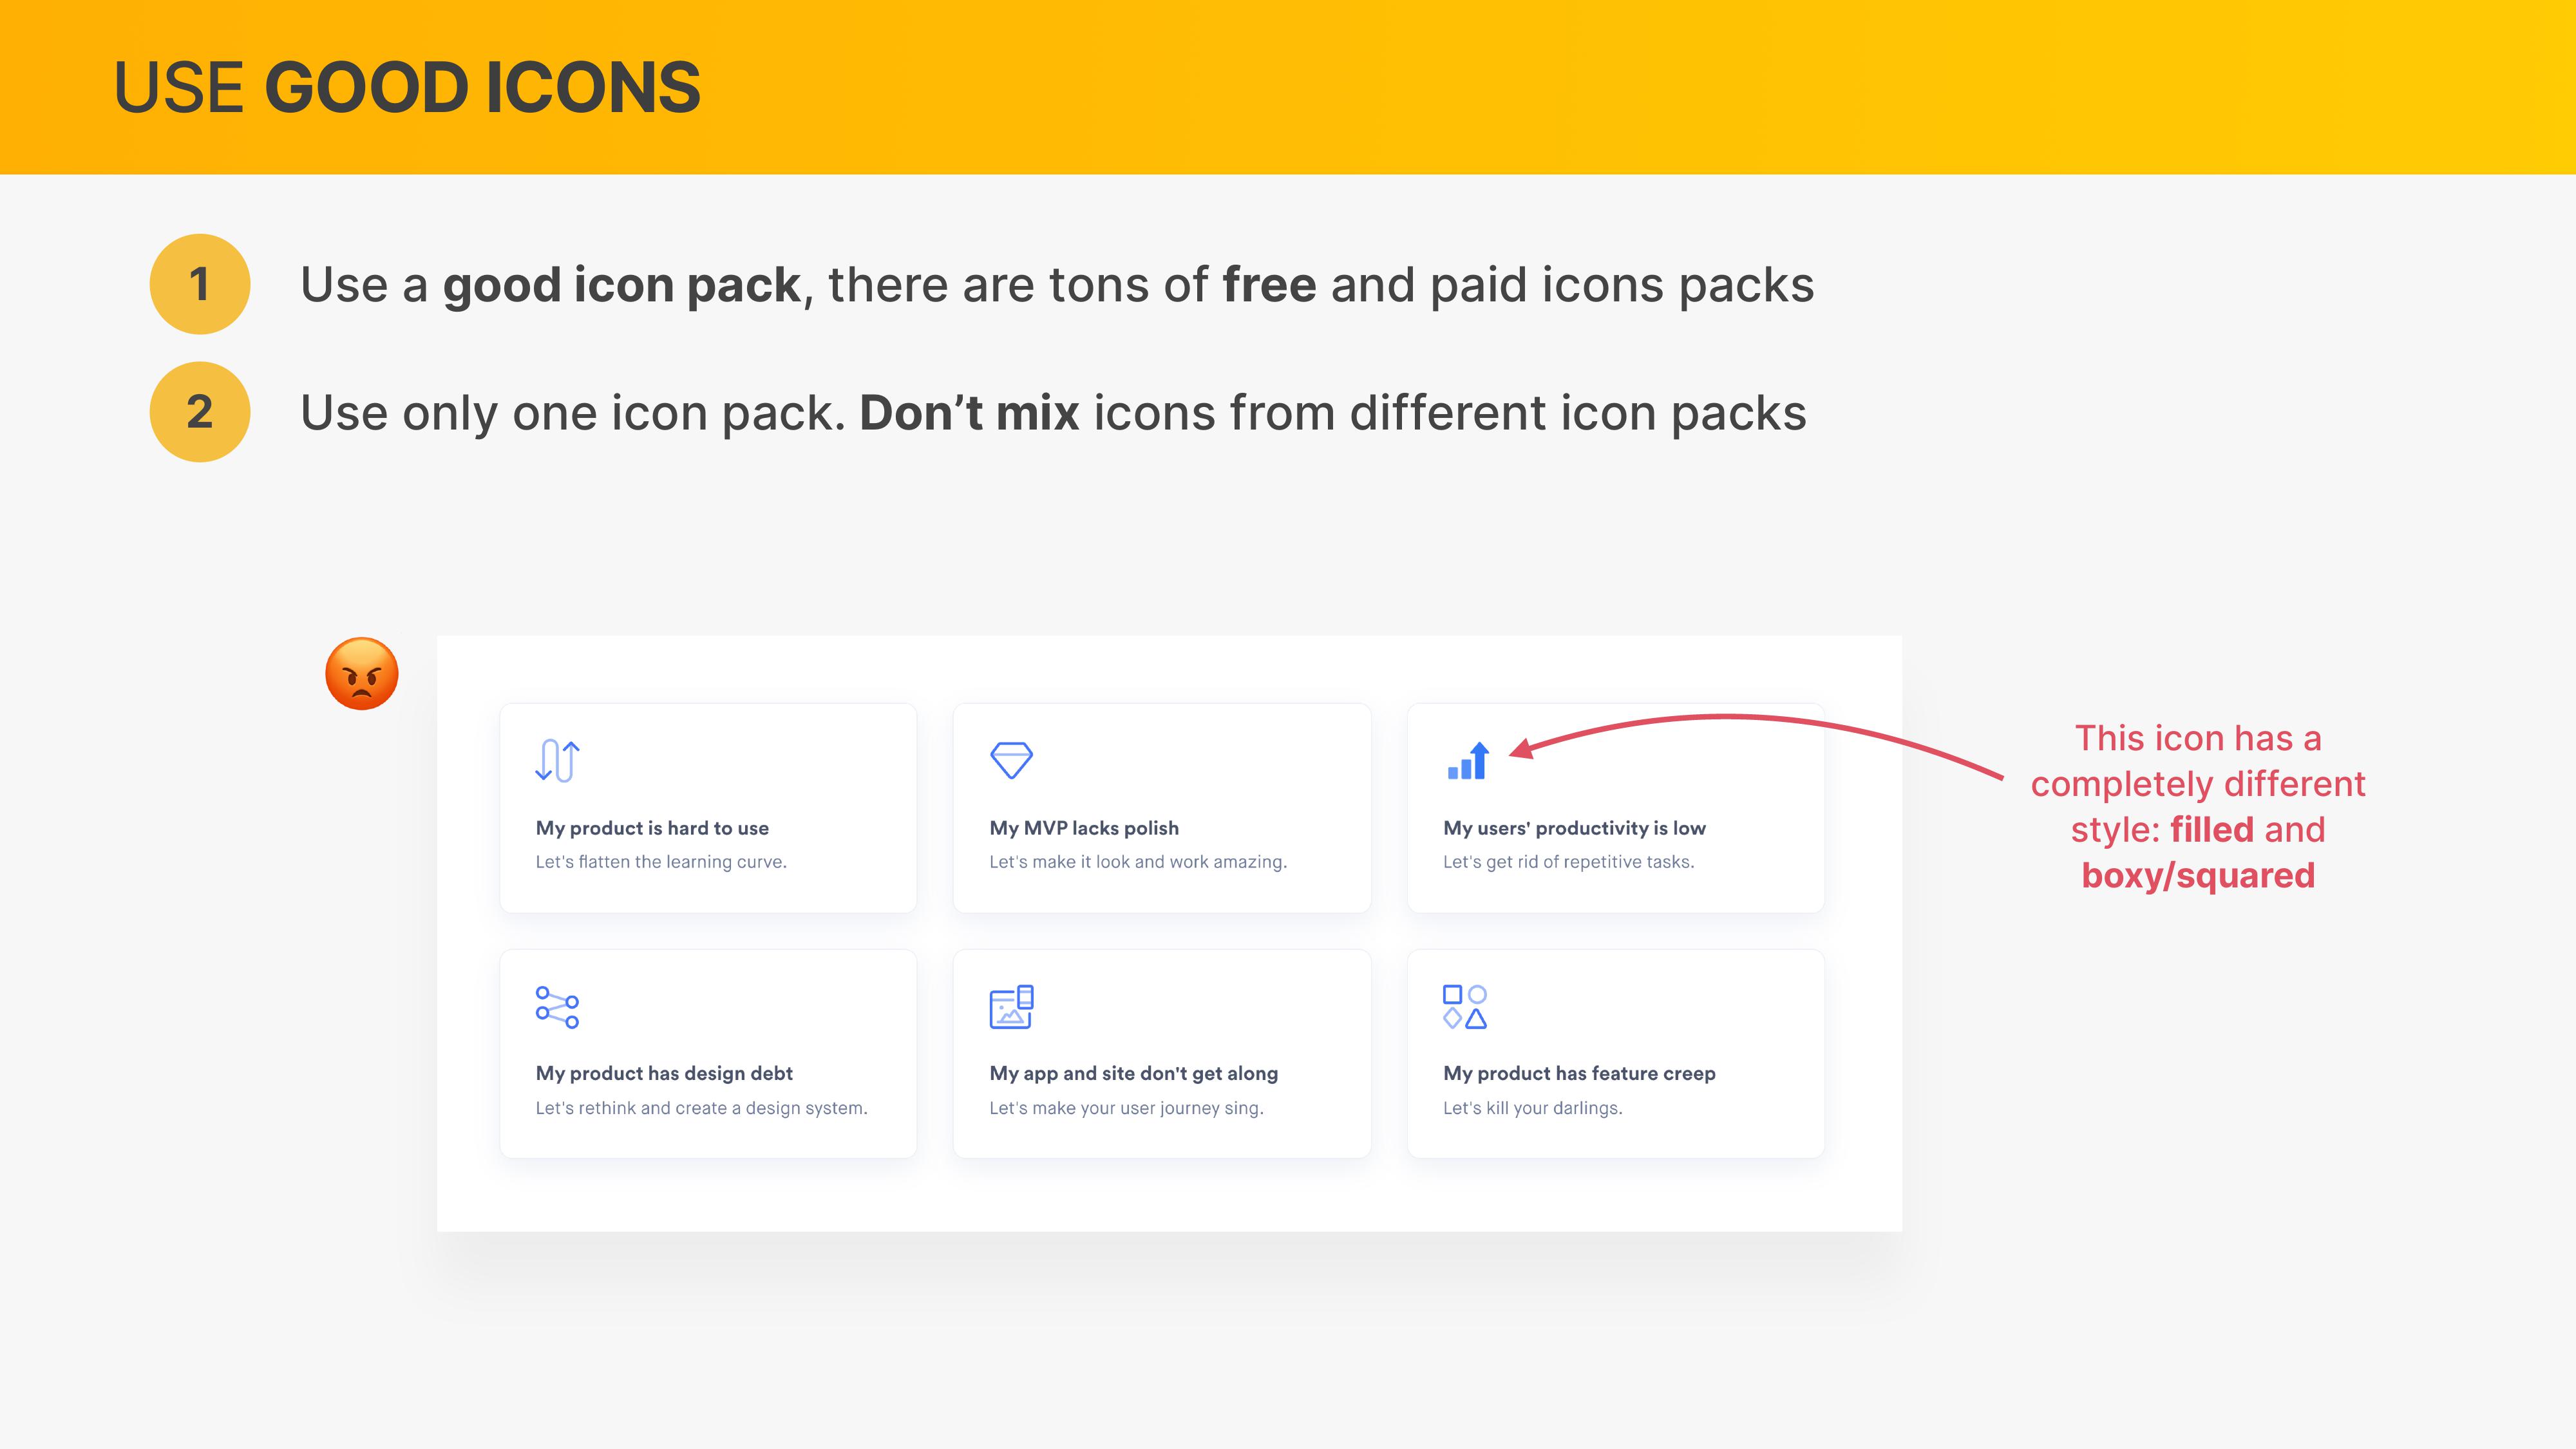 USE GOOD ICONS
1
Use a good icon pack, there are tons of free and paid icons packs
2
Use only one icon pack. Don’t mix icons from different icon packs
My product is hard to use
Let's flatten the learning curve.
My MVP lacks polish
Let's make it look and work amazing.
My users' productivity is low
Let's get rid of repetitive tasks.
This icon has a
completely different
style: filled and
boxy/squared
My product has design debt
Let's rethink and create a design system.
My app and site don't get along
Let's make your user journey sing.
My product has feature creep
Let's kill your darlings.